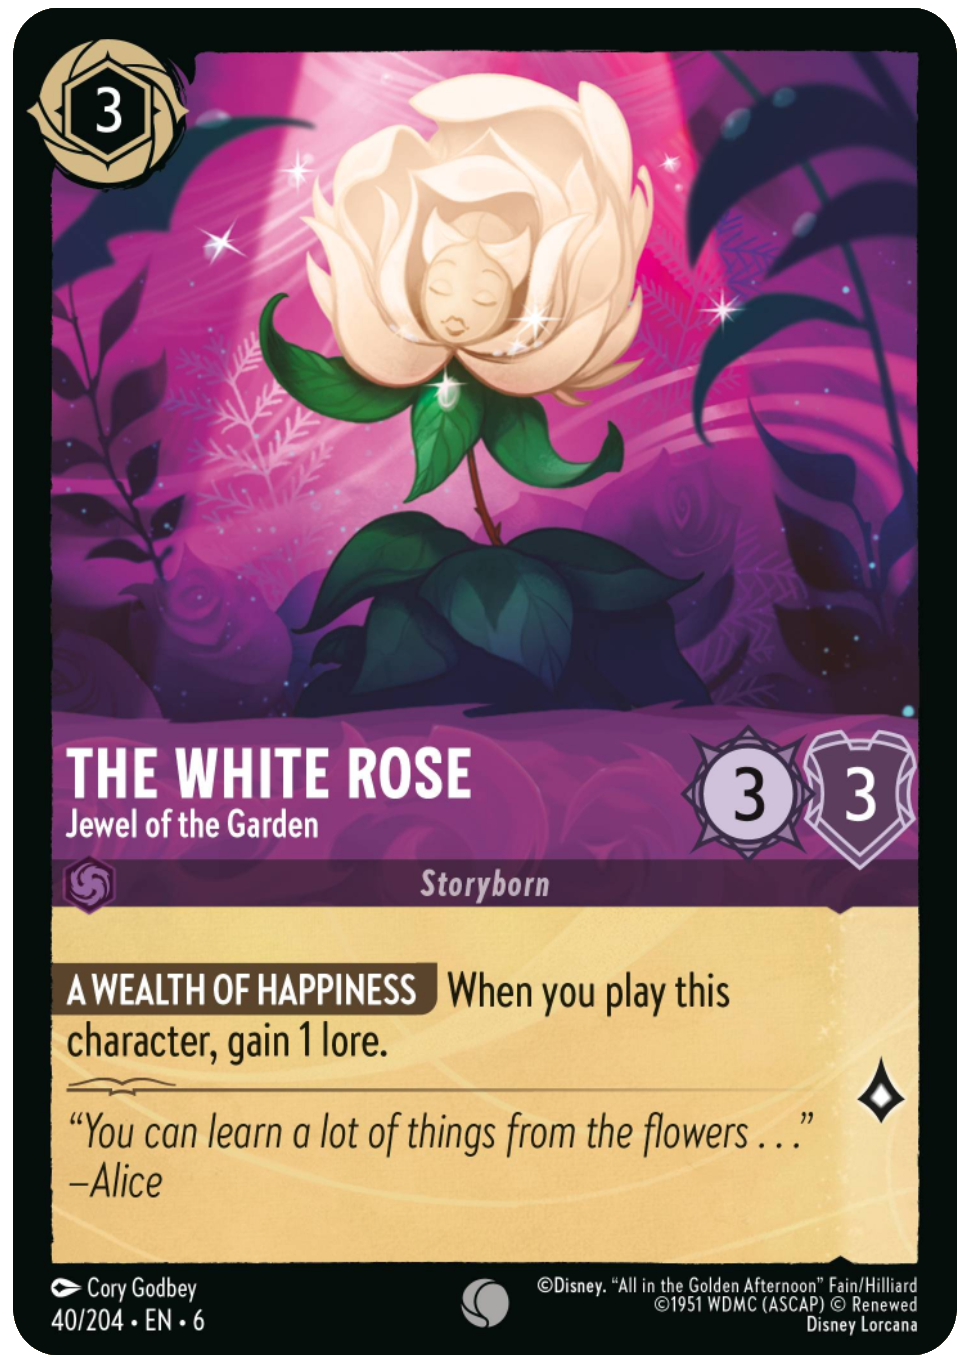 3
THE WHITE ROSE
Jewel of the Garden
3
3
Storyborn
A WEALTH OF HAPPINESS When you play this
character, gain 1 lore.
“You can learn a lot of things from the flowers . . .”
–Alice
Cory Godbey
40/204 • EN • 6
©Disney. “All in the Golden Afternoon” Fain/Hilliard
©1951 WDMC (ASCAP) © Renewed
Disney Lorcana